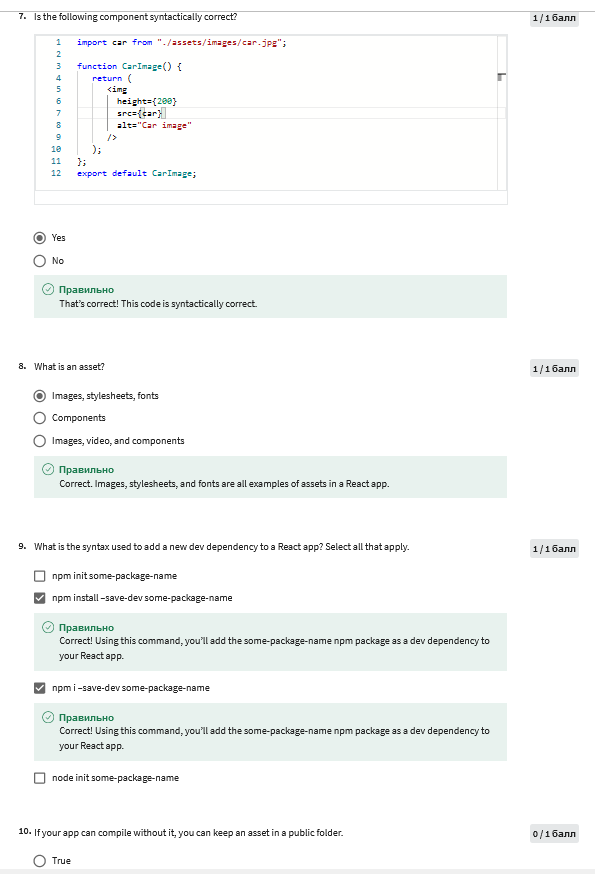 7. Is the following component syntactically correct?
1 / 1 балл
1 import car from "./assets/images/car.jpg";
2
3 function CarImage() {
4 return (
5 <img
6 height={200}
7 src={car}
8 alt="Car image"
9 />
10 );
11 };
12 export default CarImage;
Yes
No
Правильно
That's correct! This code is syntactically correct.
8. What is an asset?
1 / 1 балл
Images, stylesheets, fonts
Components
Images, video, and components
Правильно
Correct. Images, stylesheets, and fonts are all examples of assets in a React app.
9. What is the syntax used to add a new dev dependency to a React app? Select all that apply.
1 / 1 балл
npm init some-package-name
npm install –save-dev some-package-name
Правильно
Correct! Using this command, you'll add the some-package-name npm package as a dev dependency to
your React app.
npm i –save-dev some-package-name
Правильно
Correct! Using this command, you'll add the some-package-name npm package as a dev dependency to
your React app.
node init some-package-name
10. If your app can compile without it, you can keep an asset in a public folder.
0 / 1 балл
True